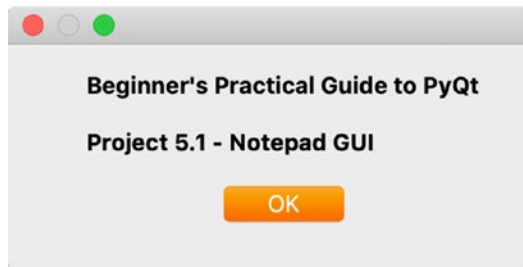 Beginner's Practical Guide to PyQt
Project 5.1 - Notepad GUI
OK